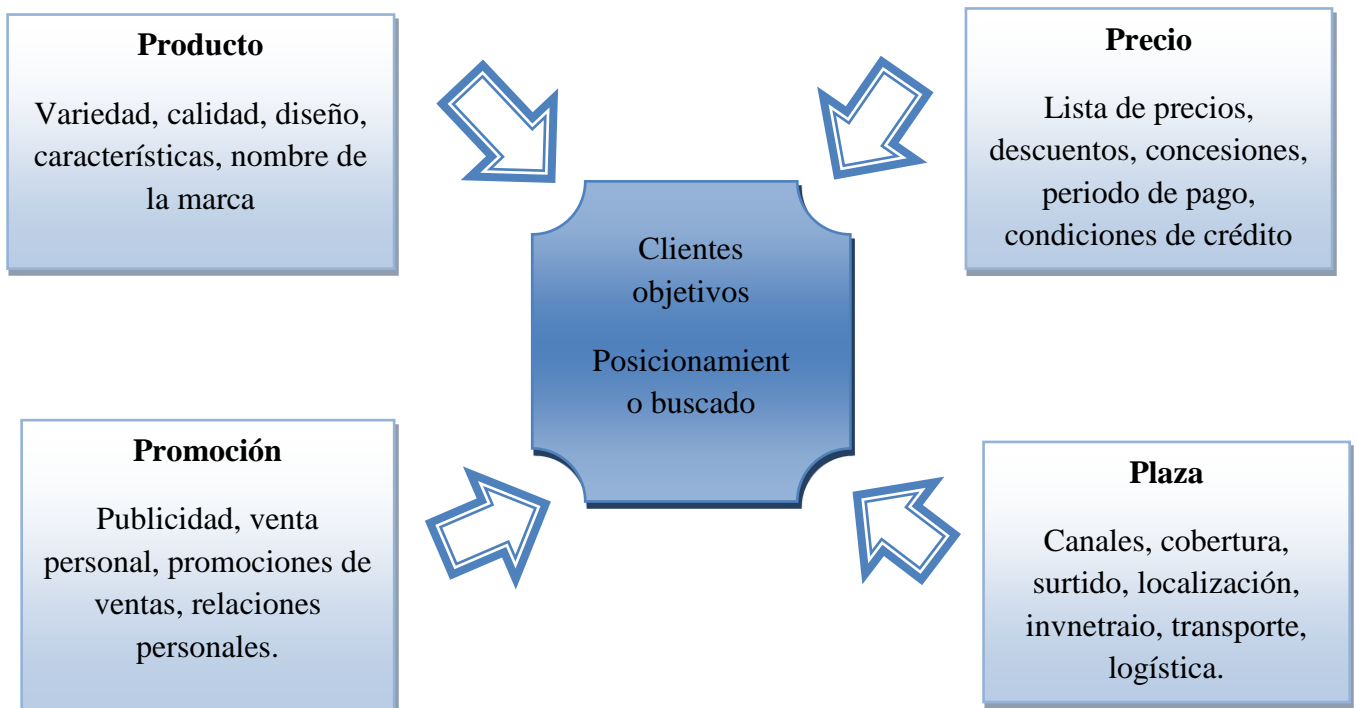 Producto
Variedad, calidad, diseño,
características, nombre de
la marca
Precio
Lista de precios,
descuentos, concesiones,
periodo de pago,
condiciones de crédito
Clientes
objetivos
Posicionamient
o buscado
Promoción
Publicidad, venta
personal, promociones de
ventas, relaciones
personales.
Plaza
Canales, cobertura,
surtido, localización,
invnetraio, transporte,
logística.